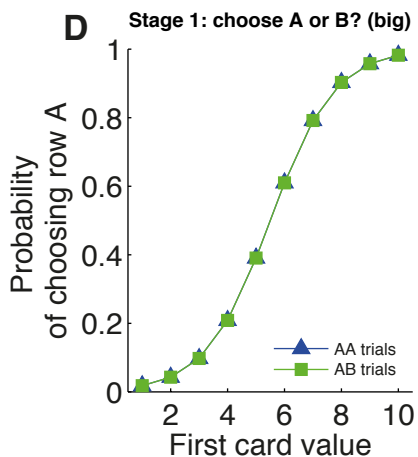 D
Stage 1: choose A or B? (big)
Probability
of choosing row A
1
0.8
0.6
0.4
0.2
0
AA trials
AB trials
2 4 6 8 10
First card value